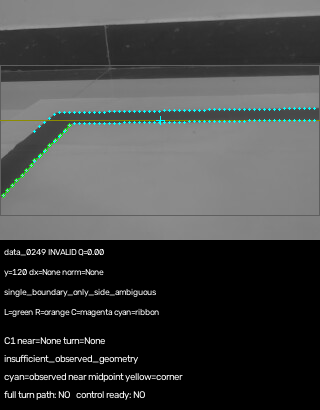 data_0249 INVALID Q=0.00
y=120 dx=None norm=None
single_boundary_only_side_ambiguous
L=green R=orange C=magenta cyan=ribbon
C1 near=None turn=None
insufficient_observed_geometry
cyan=observed near midpoint yellow=corner
full turn path: NO control ready: NO